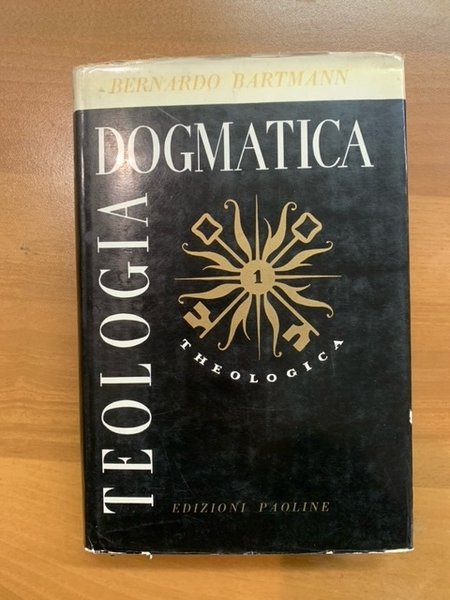 BERNARDO BARTMANN
TEOLOGIA
DOGMATICA
1
THEOLOGICA
EDIZIONI PAOLINE